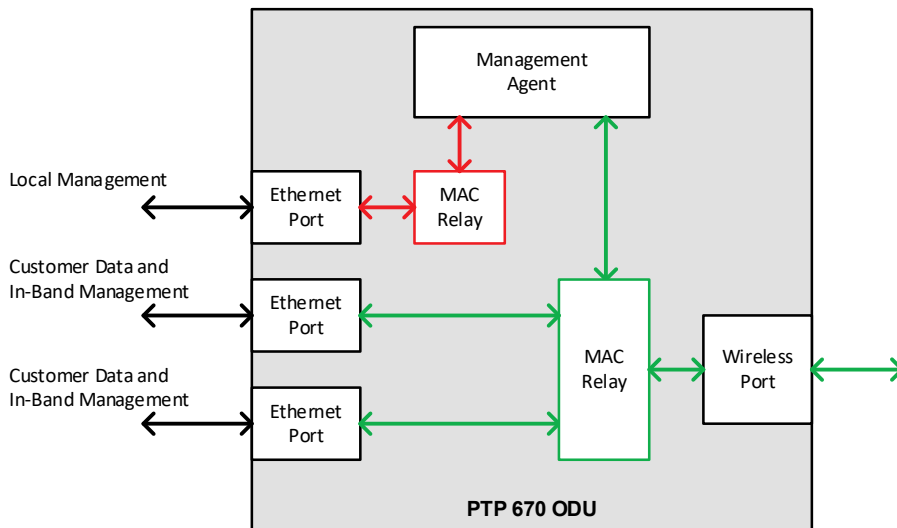 Management
Agent
Local Management
Ethernet
Port
MAC
Relay
Customer Data and
In-Band Management
Ethernet
Port
MAC
Relay
Wireless
Port
Customer Data and
In-Band Management
Ethernet
Port
PTP 670 ODU